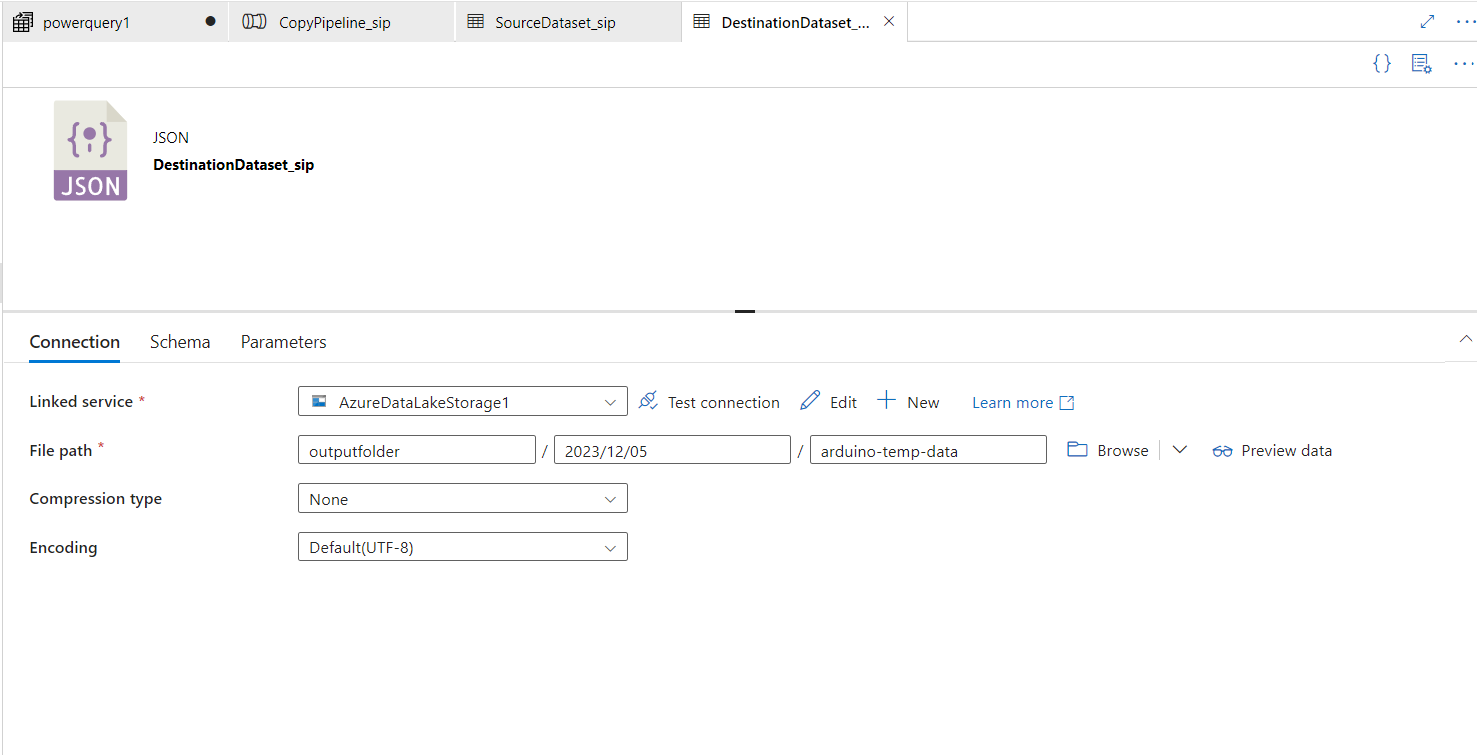 powerquery1 CopyPipeline_sip SourceDataset_sip DestinationDataset_...
JSON
JSON
DestinationDataset_sip
Connection Schema Parameters
Linked service * AzureDataLakeStorage1 Test connection Edit New Learn more
File path * outputfolder / 2023/12/05 / arduino-temp-data Browse Preview data
Compression type None
Encoding Default(UTF-8)